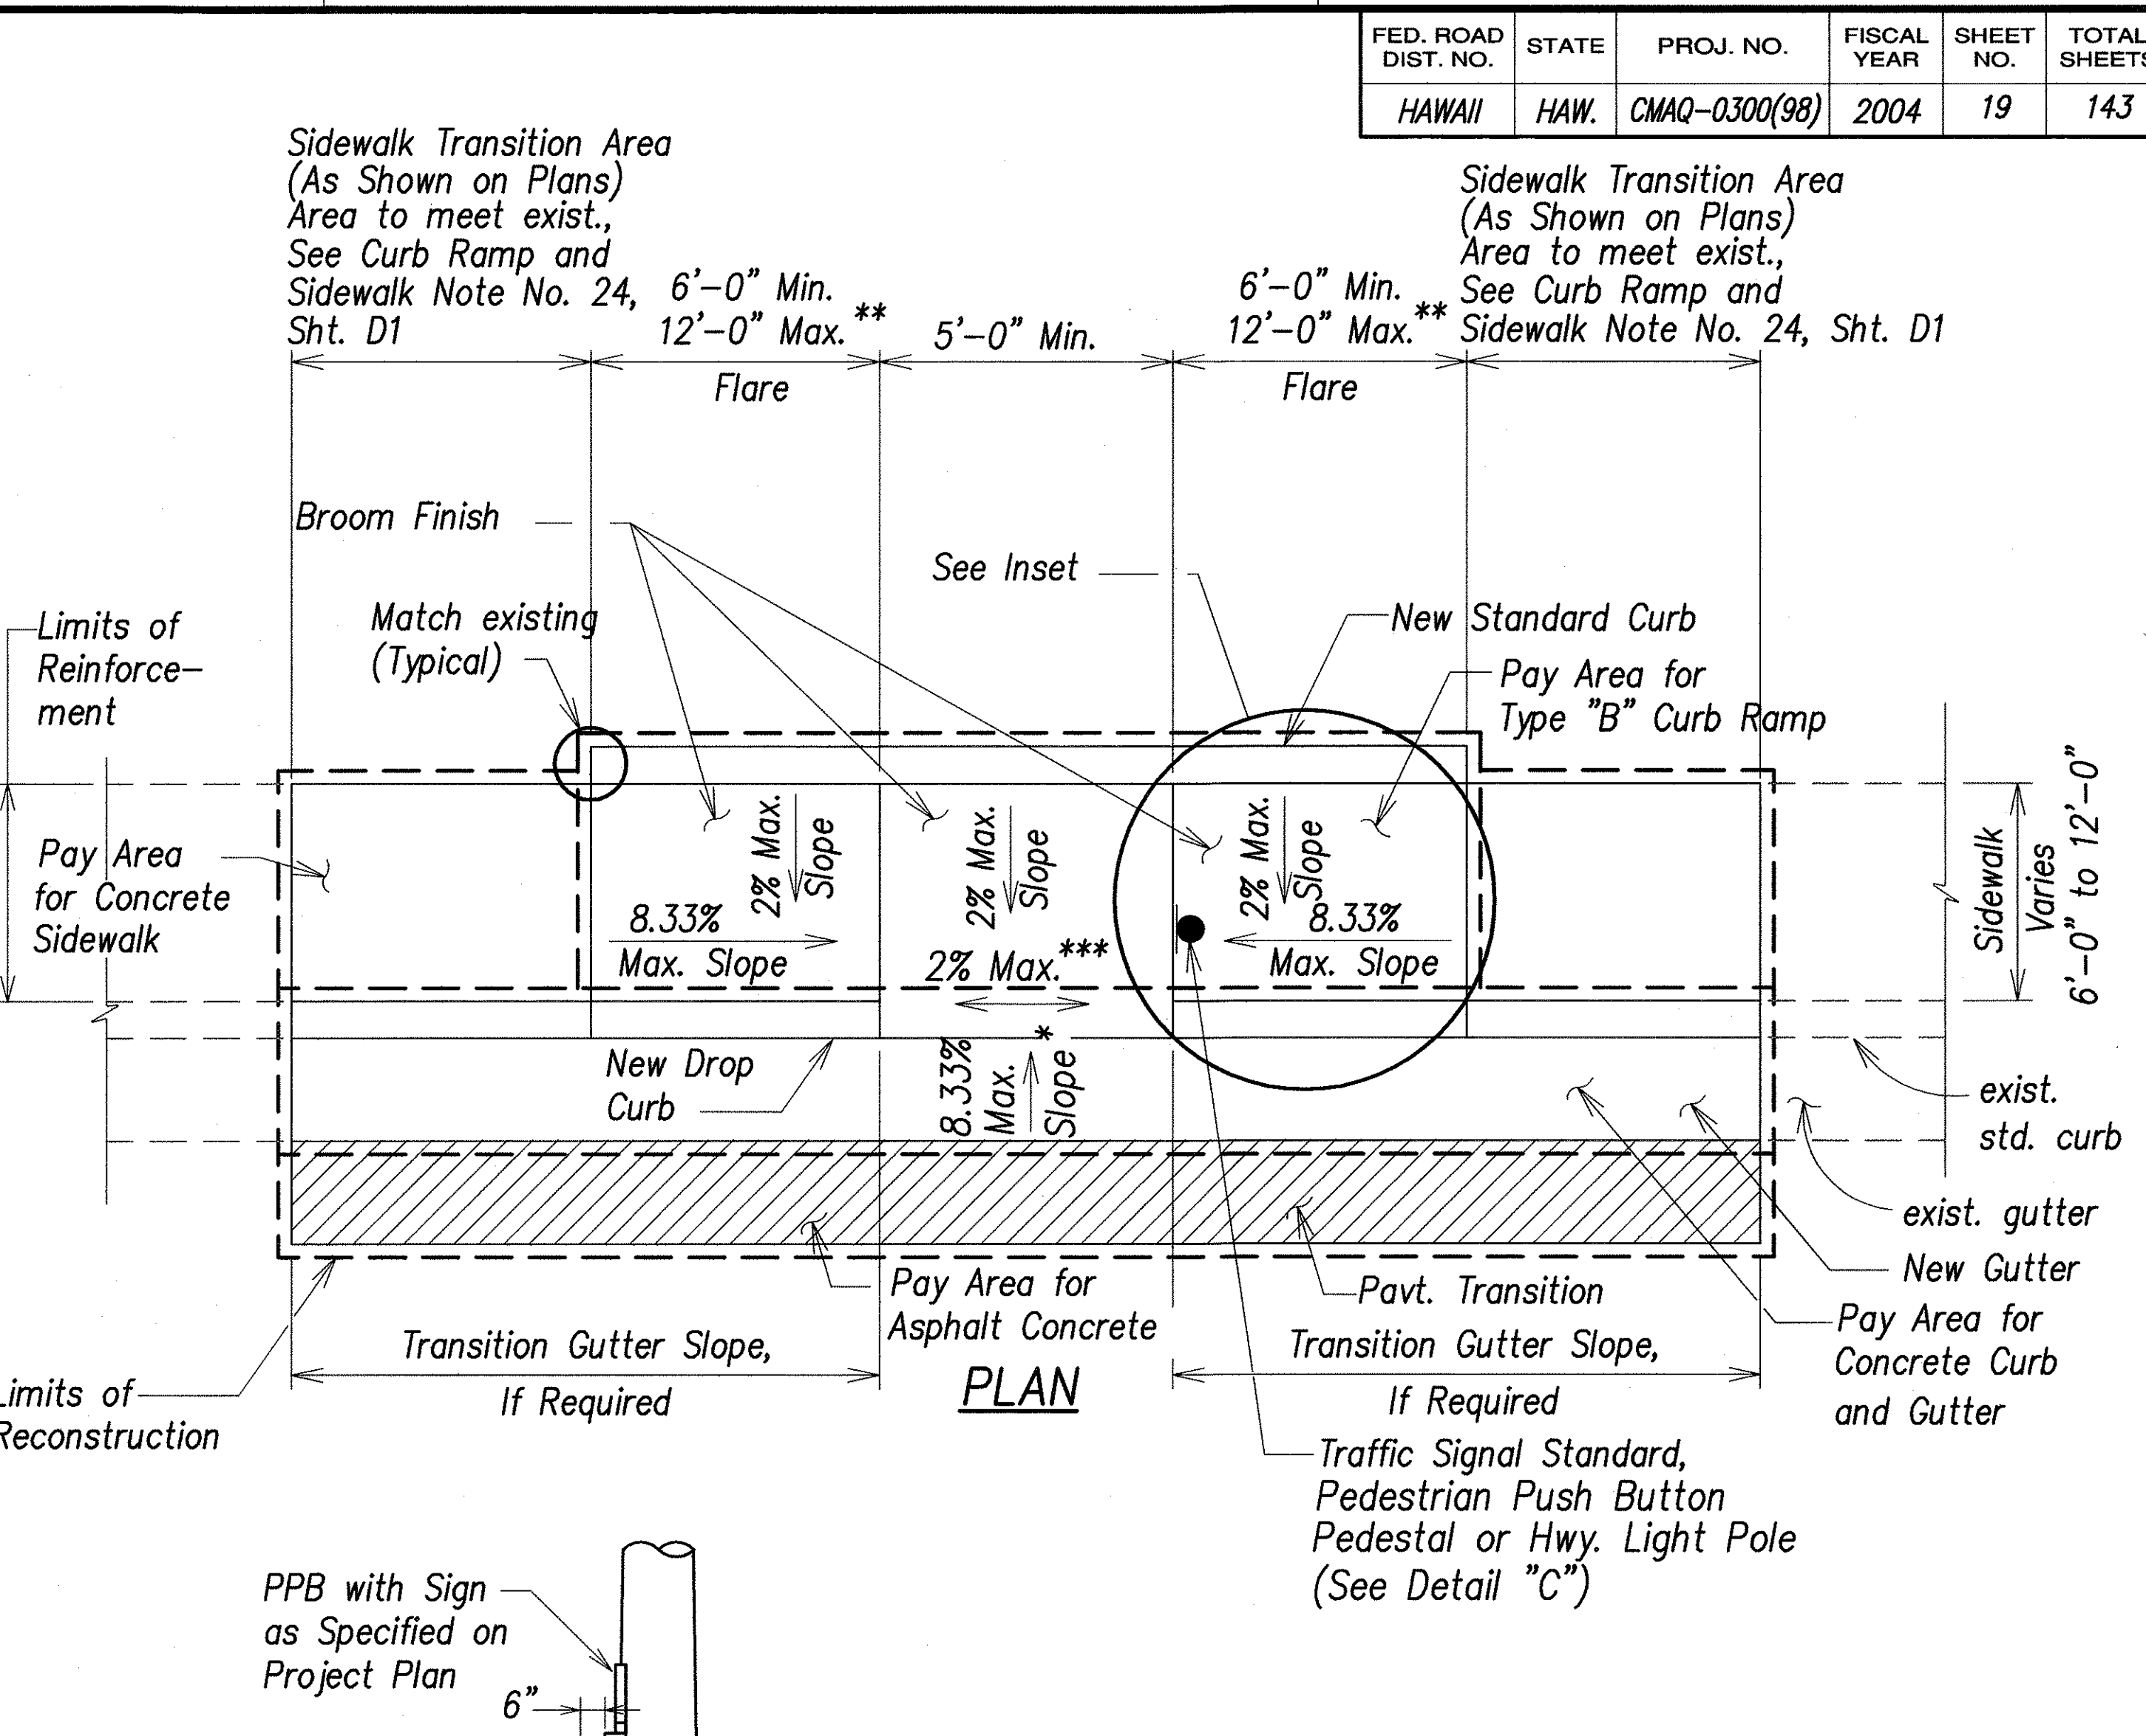 FED. ROAD DIST. NO.
STATE
PROJ. NO.
FISCAL YEAR
SHEET NO.
TOTAL SHEETS
HAWAII
HAW.
CMAQ-0300(98)
2004
19
143
Sidewalk Transition Area
(As Shown on Plans)
Area to meet exist.,
See Curb Ramp and
Sidewalk Note No. 24,
Sht. D1
6'-0" Min.
12'-0" Max. **
Flare
5'-0" Min.
6'-0" Min.
12'-0" Max. **
Flare
Sidewalk Transition Area
(As Shown on Plans)
Area to meet exist.,
See Curb Ramp and
Sidewalk Note No. 24, Sht. D1
Broom Finish
See Inset
Limits of
Reinforce-
ment
Match existing
(Typical)
New Standard Curb
Pay Area for
Type "B" Curb Ramp
Pay Area
for Concrete
Sidewalk
2% Max.
Slope
8.33%
Max. Slope
2% Max.
Slope
2% Max. ***
2% Max.
Slope
8.33%
Max. Slope
Sidewalk
Varies
6'-0" to 12'-0"
New Drop
Curb
8.33%
Max.
Slope *
exist.
std. curb
exist. gutter
New Gutter
Pay Area for
Concrete Curb
and Gutter
Pay Area for
Asphalt Concrete
Pavt. Transition
Transition Gutter Slope,
If Required
PLAN
Transition Gutter Slope,
If Required
Limits of
Reconstruction
Traffic Signal Standard,
Pedestrian Push Button
Pedestal or Hwy. Light Pole
(See Detail "C")
PPB with Sign
as Specified on
Project Plan
6"